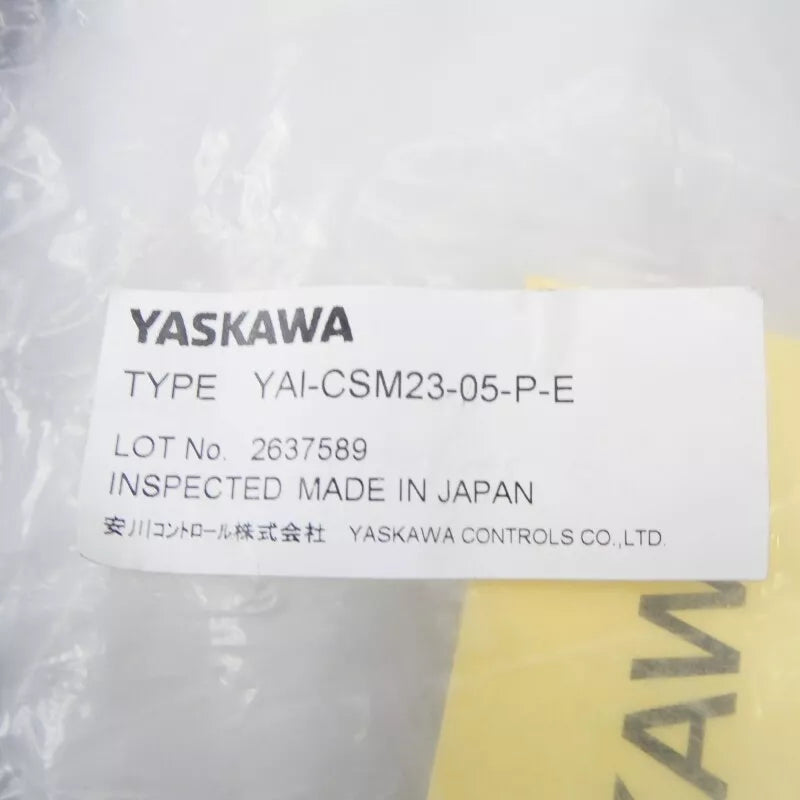 YASKAWA
TYPE YAI-CSM23-05-P-E
LOT No. 2637589
INSPECTED MADE IN JAPAN
安川コントロール株式会社 YASKAWA CONTROLS CO.,LTD.